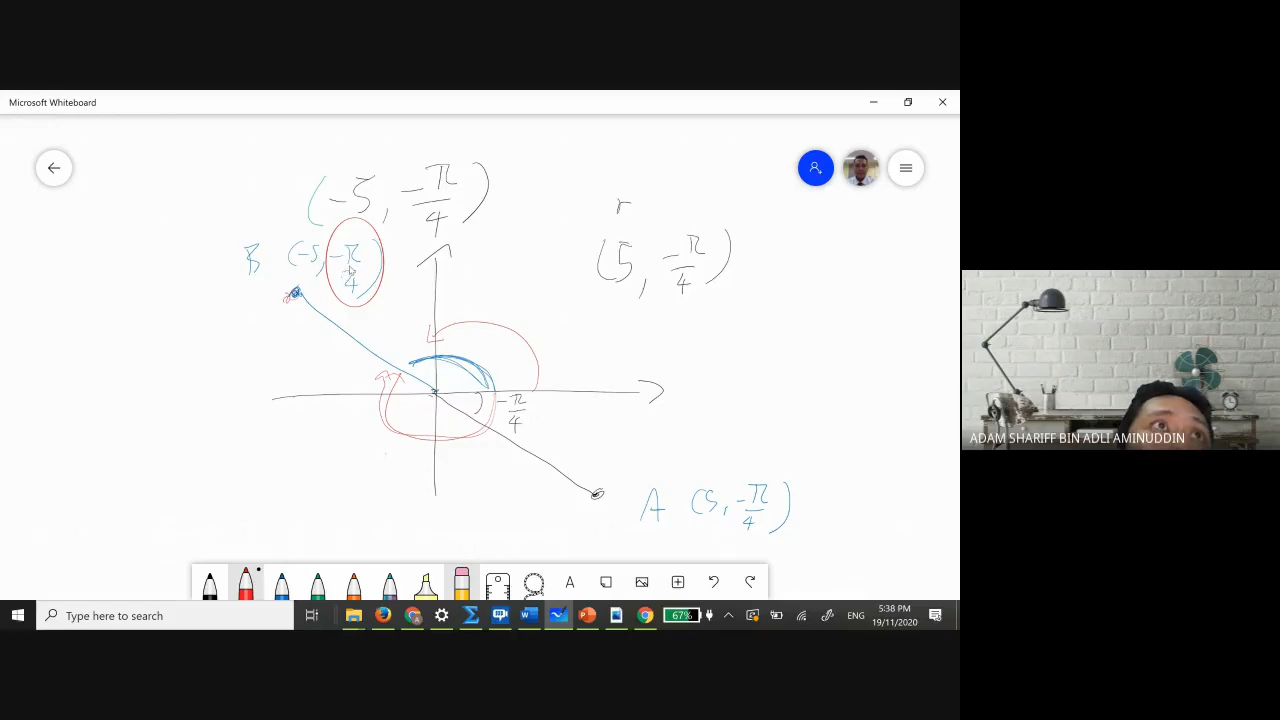 Microsoft Whiteboard
(-5, -π/4)
r
(5, -π/4)
B (-5, -π/4)
-π/4
A (5, -π/4)
ADAM SHARIFF BIN ADLI AMINUDDIN
A
Type here to search
67%
ENG
5:38 PM
19/11/2020